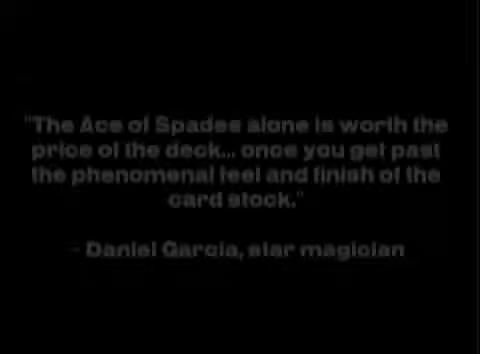 "The Ace of Spades alone is worth the
price of the deck... once you get past
the phenomenal feel and finish of the
card stock."
- Daniel Garcia, star magician